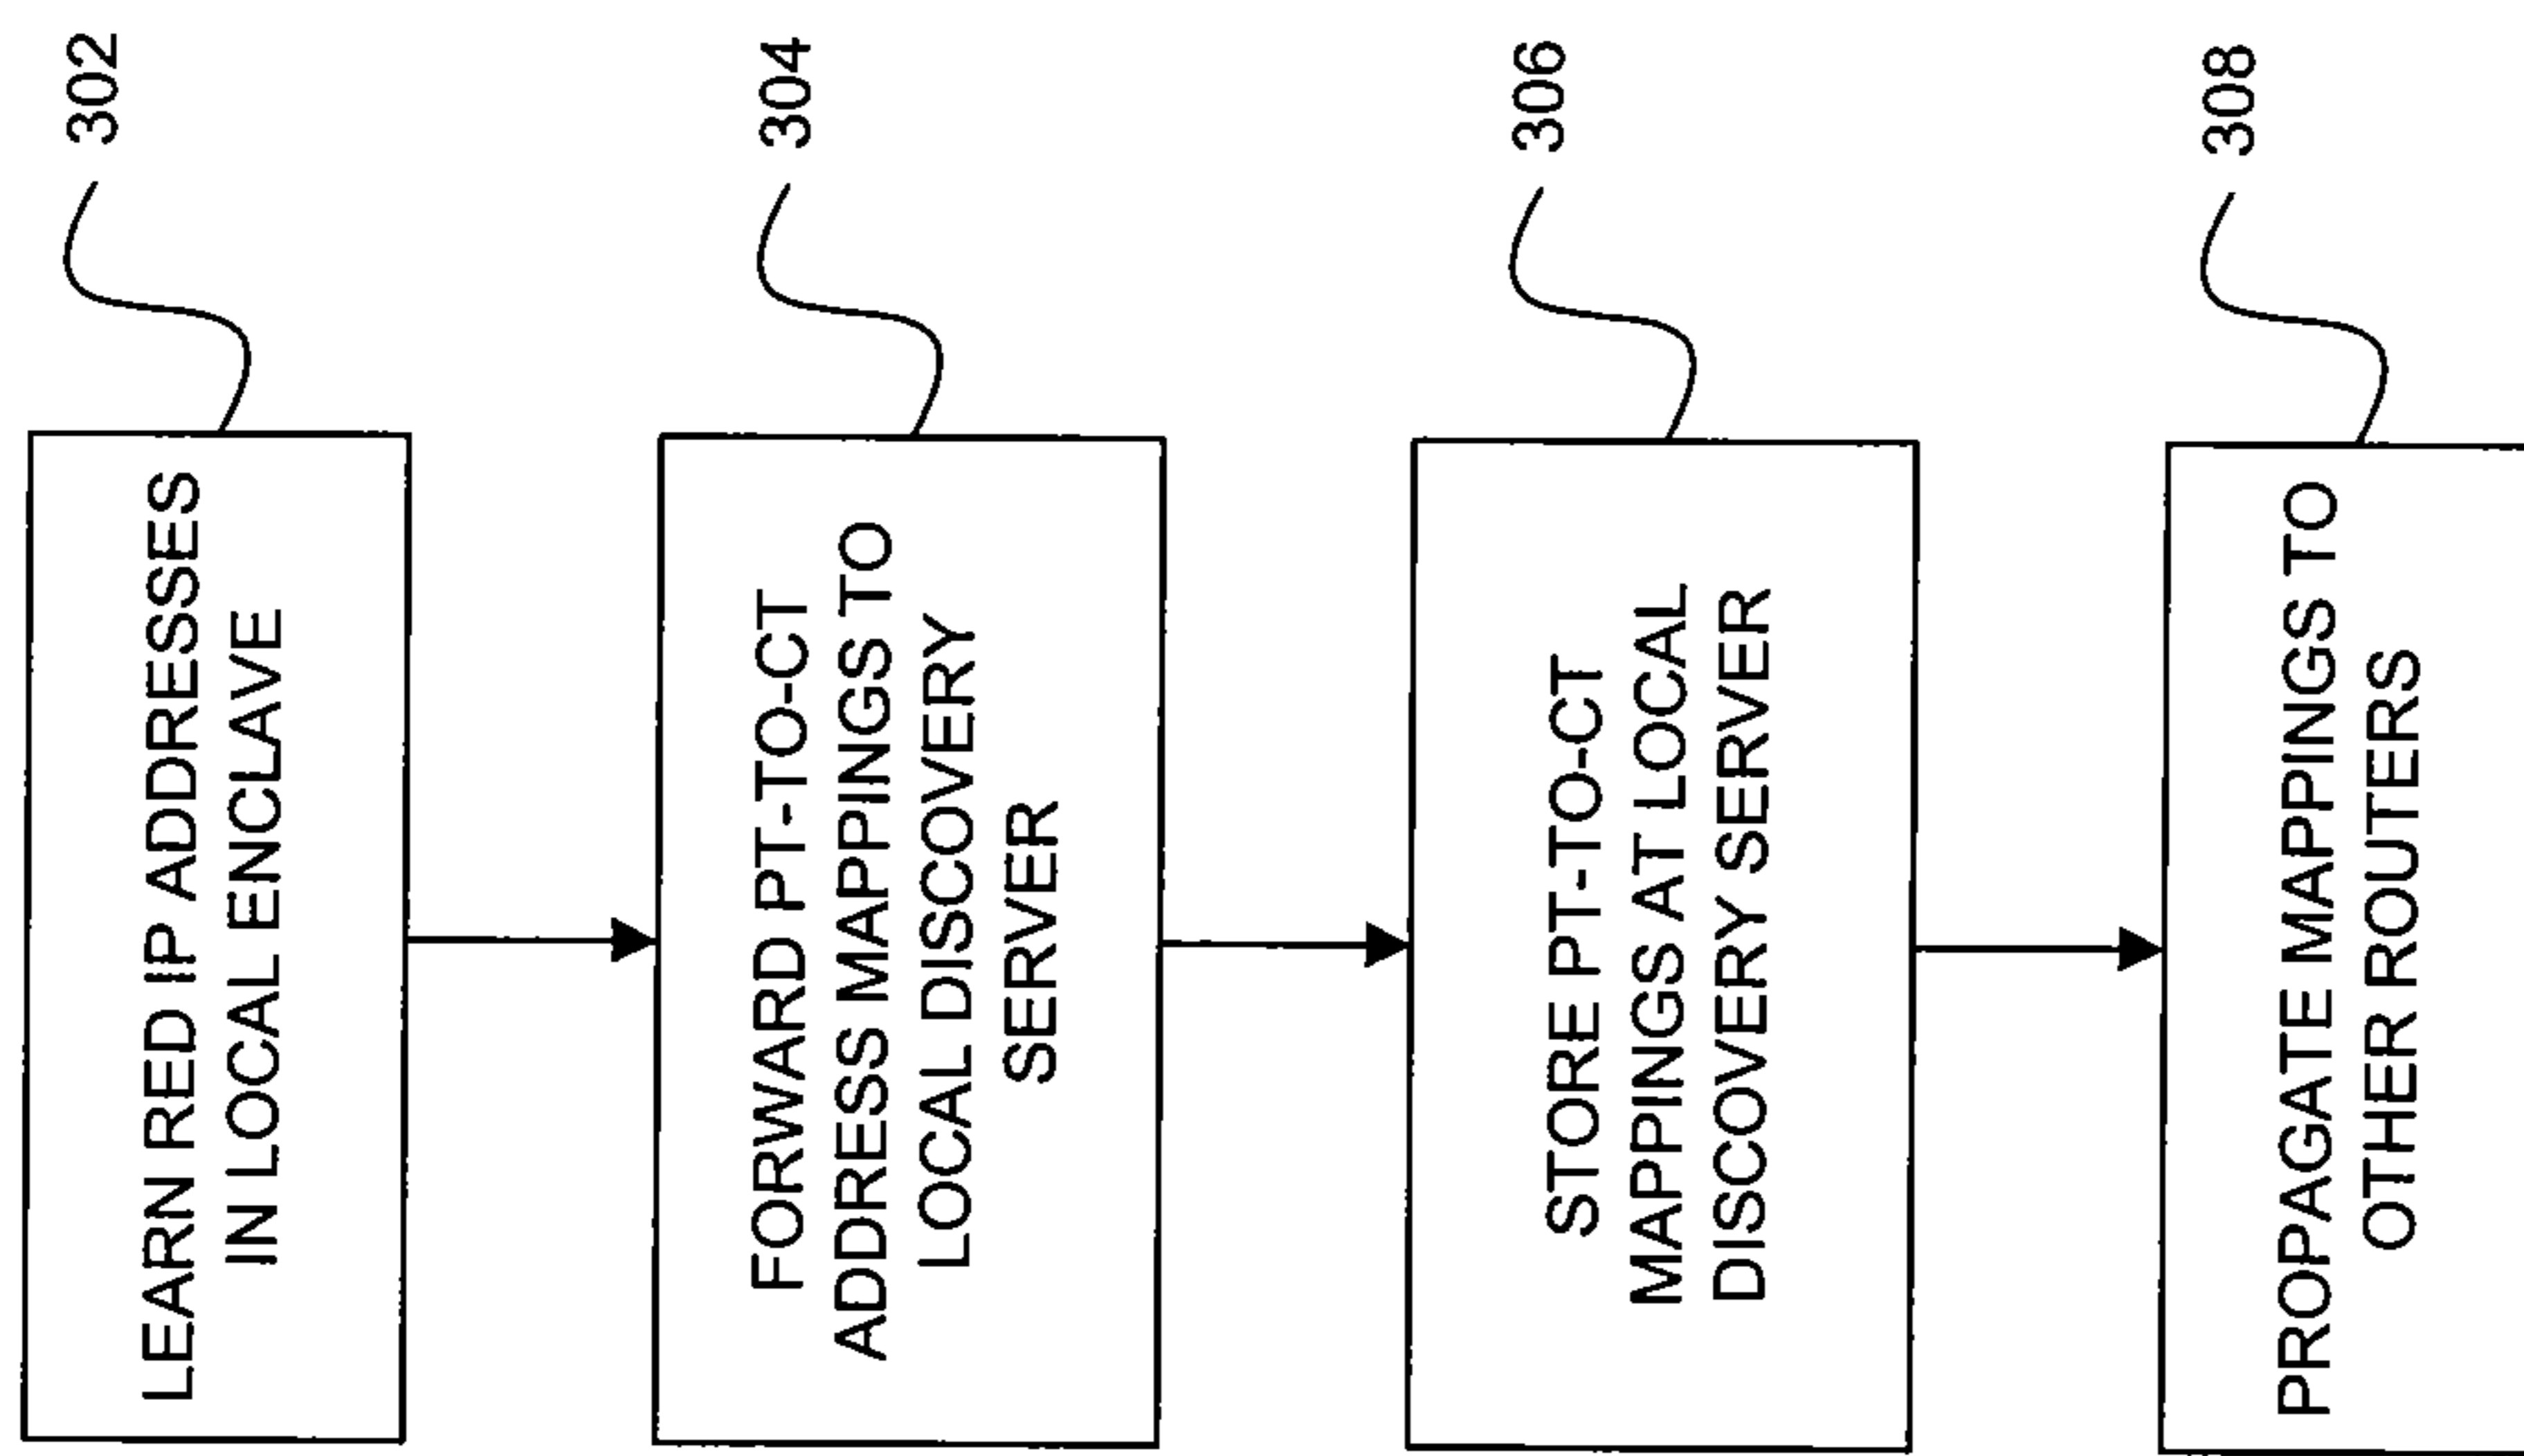 LEARN RED IP ADDRESSES
IN LOCAL ENCLAVE
302
FORWARD PT-TO-CT
ADDRESS MAPPINGS TO
LOCAL DISCOVERY
SERVER
304
STORE PT-TO-CT
MAPPINGS AT LOCAL
DISCOVERY SERVER
306
PROPAGATE MAPPINGS TO
OTHER ROUTERS
308